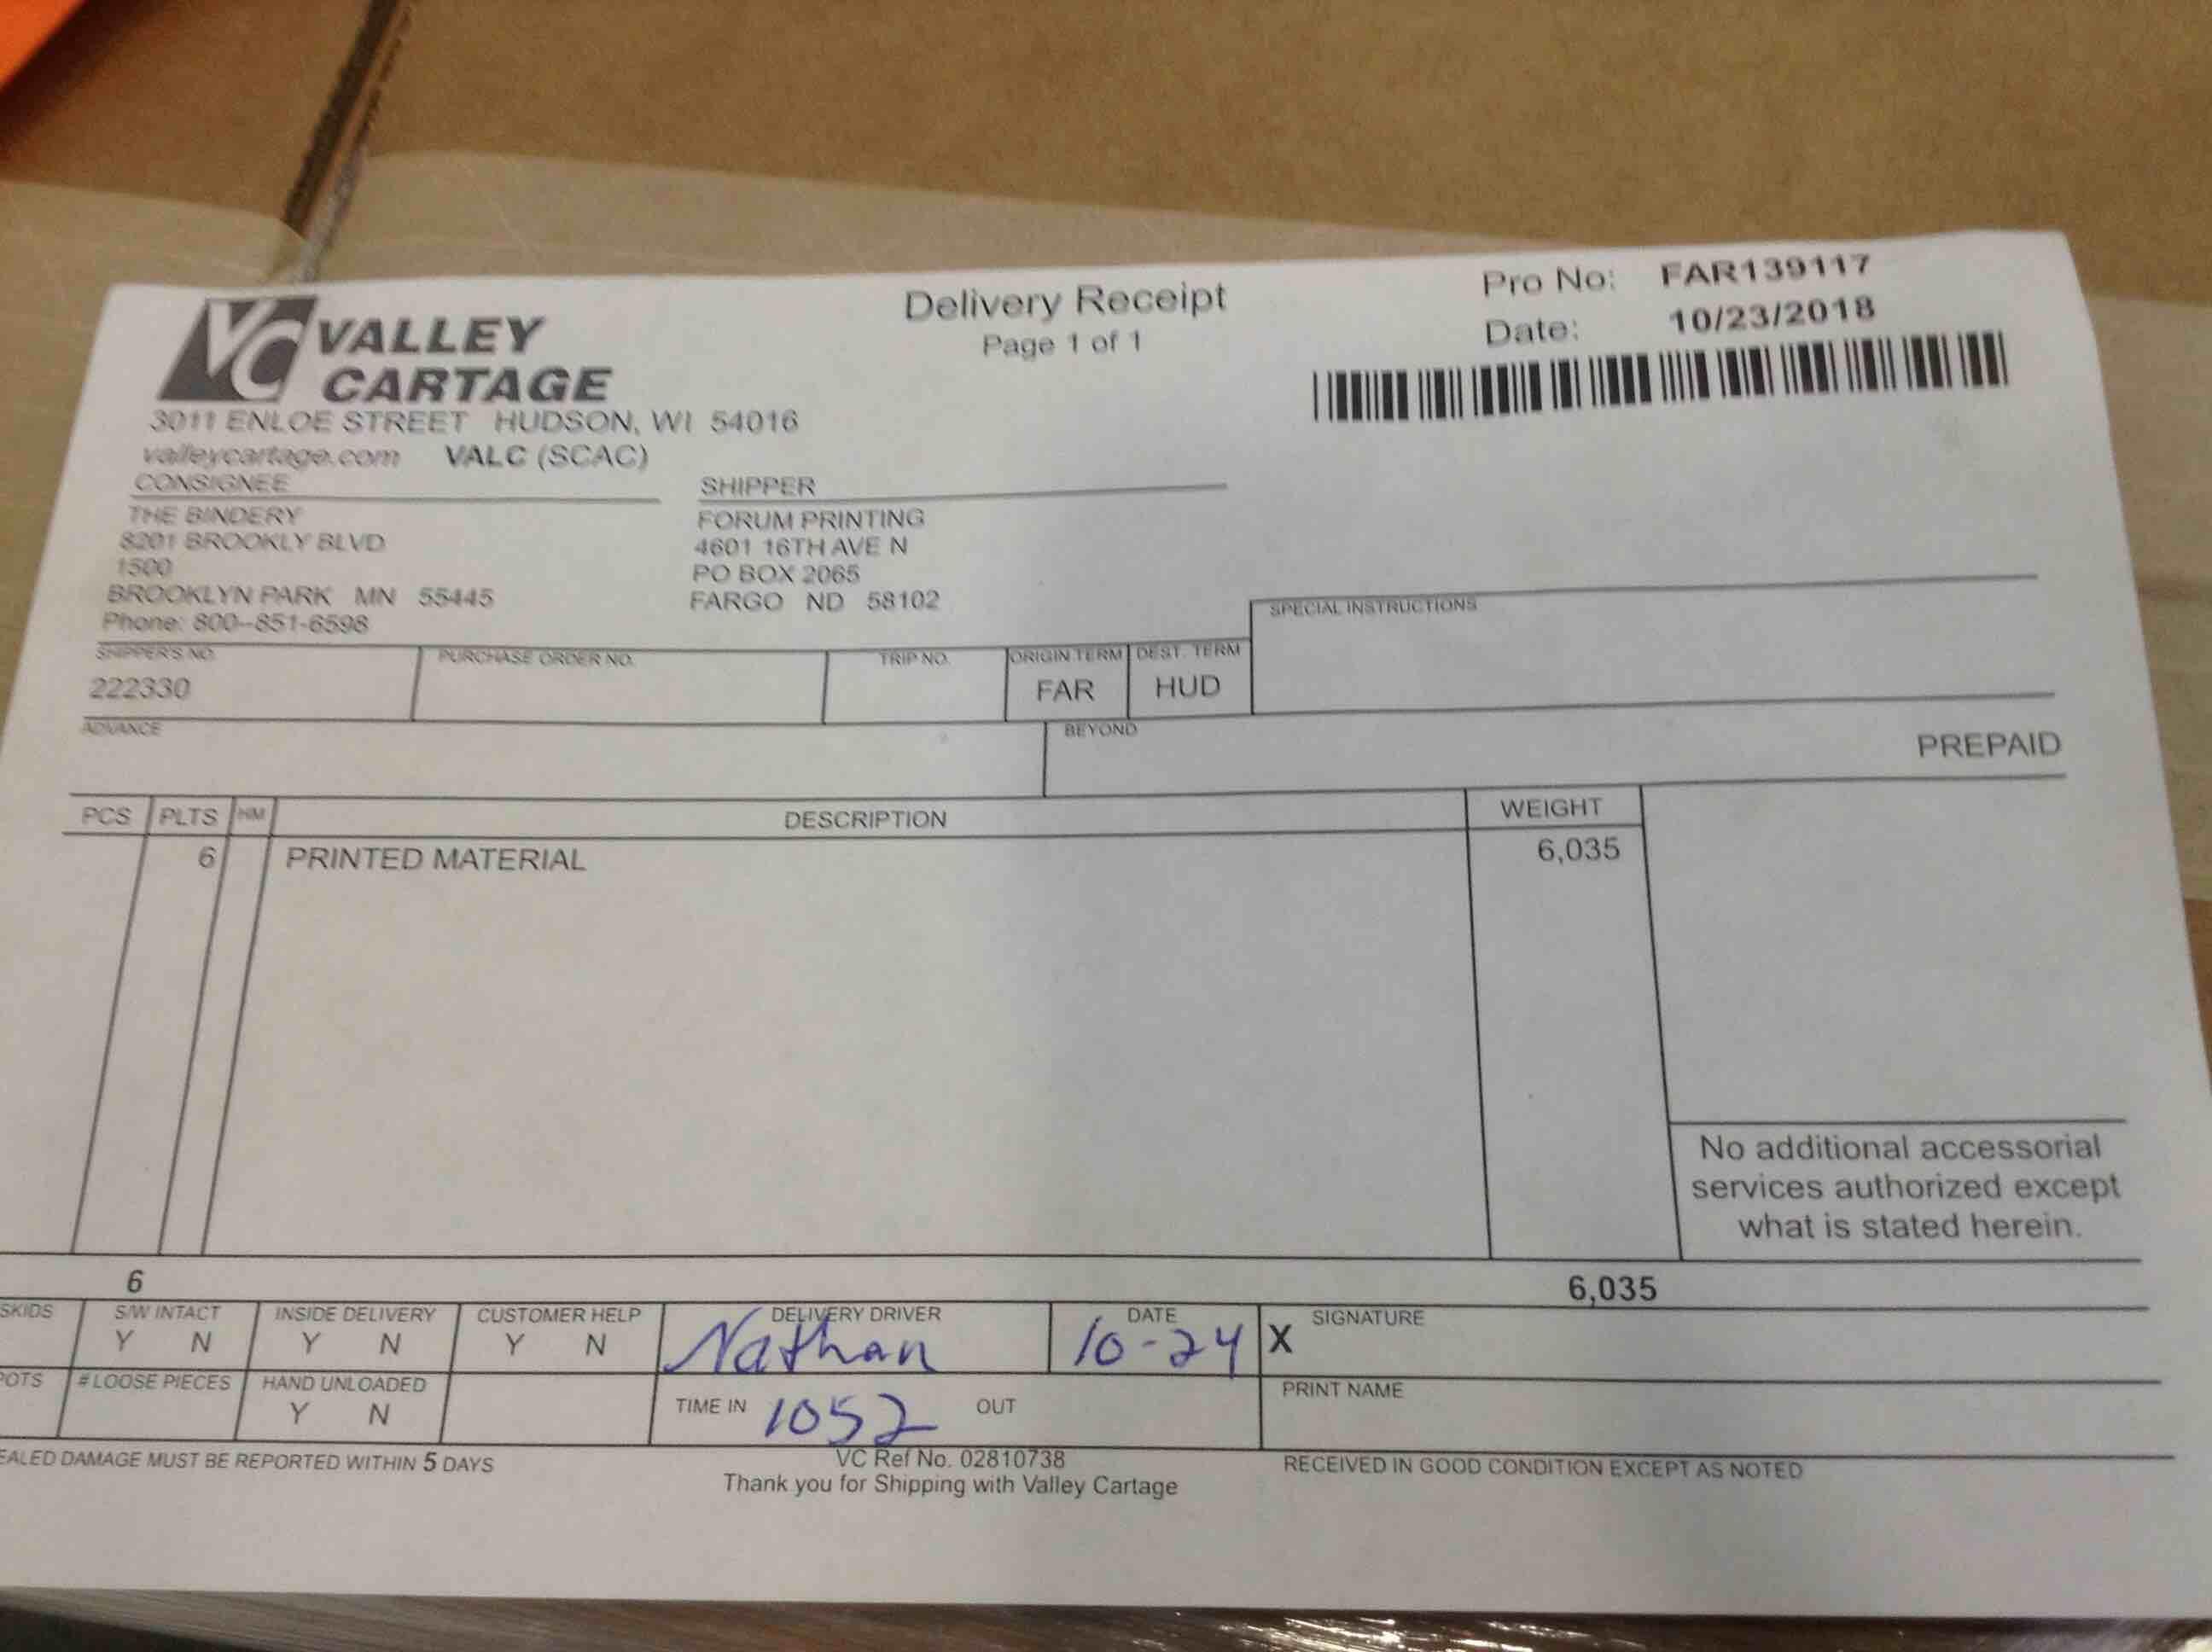 VC VALLEY CARTAGE
3011 ENLOE STREET HUDSON, WI 54016
valleycartage.com VALC (SCAC)
Delivery Receipt
Page 1 of 1
Pro No: FAR139117
Date: 10/23/2018
CONSIGNEE
THE BINDERY
8201 BROOKLY BLVD
1500
BROOKLYN PARK MN 55445
Phone: 800--851-6598
SHIPPER
FORUM PRINTING
4601 16TH AVE N
PO BOX 2065
FARGO ND 58102
SPECIAL INSTRUCTIONS
SHIPPER'S NO. PURCHASE ORDER NO. TRIP NO. ORIGIN TERM DEST. TERM
222330 FAR HUD
ADVANCE BEYOND
PREPAID
PCS PLTS HM DESCRIPTION WEIGHT
6 PRINTED MATERIAL 6,035
No additional accessorial
services authorized except
what is stated herein.
6 6,035
SKIDS S/W INTACT INSIDE DELIVERY CUSTOMER HELP DELIVERY DRIVER DATE SIGNATURE
Y N Y N Y N Nathan 10-24 X
#LOOSE PIECES HAND UNLOADED TIME IN 1052 OUT PRINT NAME
Y N
DAMAGE MUST BE REPORTED WITHIN 5 DAYS
VC Ref No. 02810738
Thank you for Shipping with Valley Cartage
RECEIVED IN GOOD CONDITION EXCEPT AS NOTED